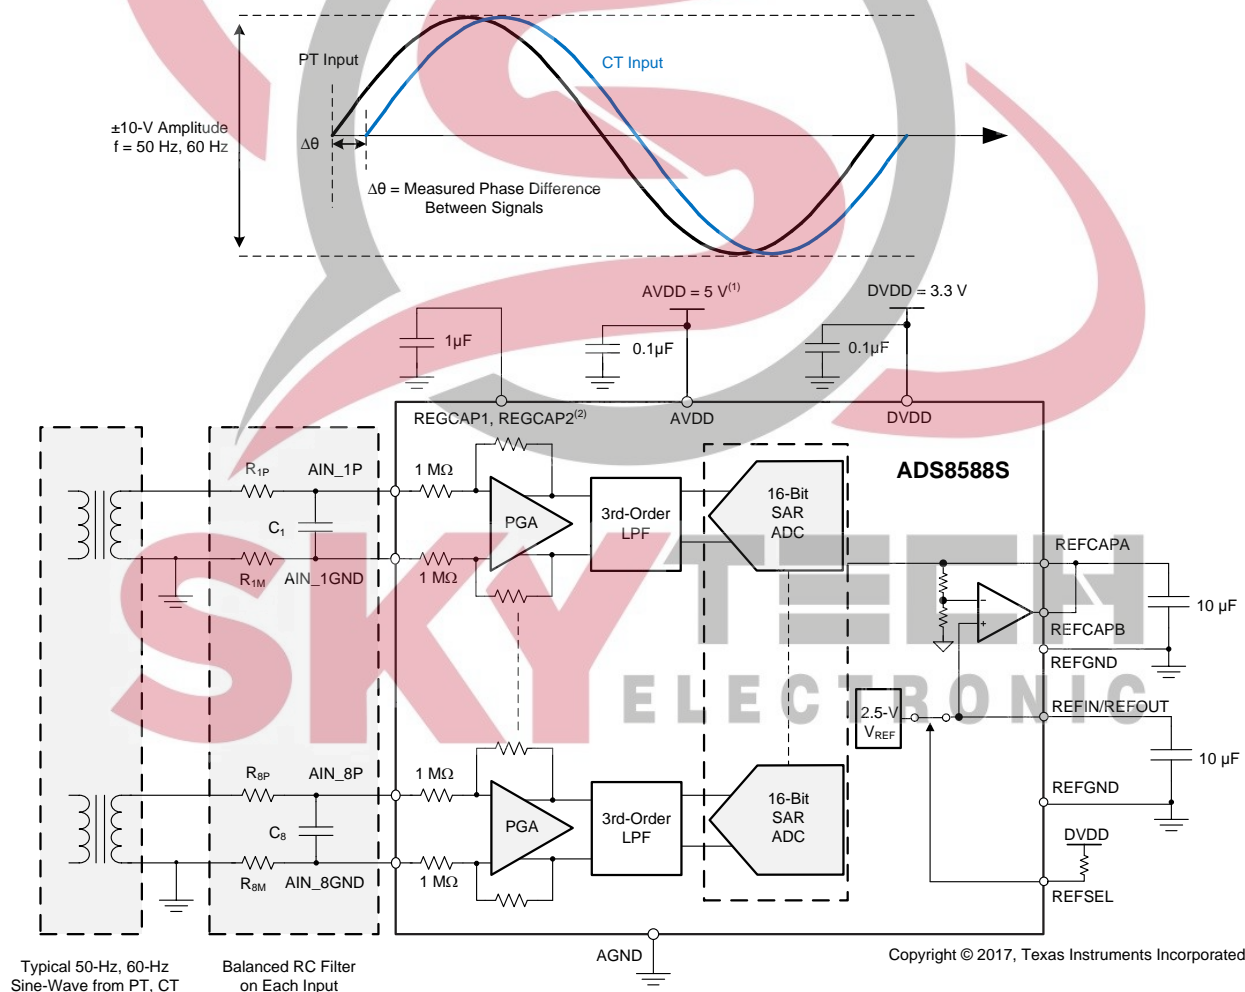 PT Input
CT Input
±10-V Amplitude
f = 50 Hz, 60 Hz
Δθ
Δθ = Measured Phase Difference
Between Signals
AVDD = 5 V(1)
DVDD = 3.3 V
1µF
0.1µF
0.1µF
REGCAP1, REGCAP2(2)
AVDD
DVDD
ADS8588S
R1P
AIN_1P
1 MΩ
C1
R1M
AIN_1GND
1 MΩ
PGA
3rd-Order
LPF
16-Bit
SAR
ADC
REFCAPA
10 µF
REFCAPB
REFGND
SKYTECH
ELECTRONIC
2.5-V
VREF
REFIN/REFOUT
10 µF
REFGND
R8P
AIN_8P
1 MΩ
C8
R8M
AIN_8GND
1 MΩ
PGA
3rd-Order
LPF
16-Bit
SAR
ADC
DVDD
REFSEL
AGND
Copyright © 2017, Texas Instruments Incorporated
Typical 50-Hz, 60-Hz
Sine-Wave from PT, CT
Balanced RC Filter
on Each Input